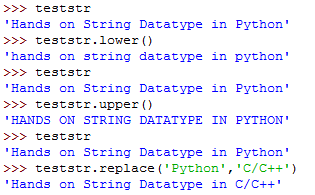 >>> teststr
'Hands on String Datatype in Python'
>>> teststr.lower()
'hands on string datatype in python'
>>> teststr
'Hands on String Datatype in Python'
>>> teststr.upper()
'HANDS ON STRING DATATYPE IN PYTHON'
>>> teststr
'Hands on String Datatype in Python'
>>> teststr.replace('Python','C/C++')
'Hands on String Datatype in C/C++'